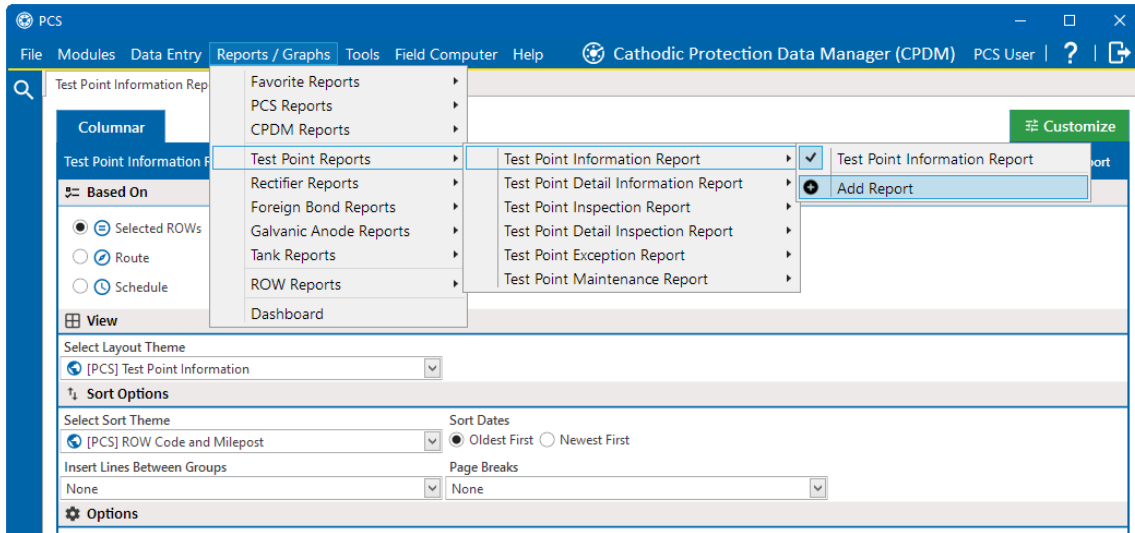 PCS
File Modules Data Entry Reports / Graphs Tools Field Computer Help Cathodic Protection Data Manager (CPDM) PCS User | ? |
Test Point Information Rep
Favorite Reports
PCS Reports
CPDM Reports
Test Point Reports
Rectifier Reports
Foreign Bond Reports
Galvanic Anode Reports
Tank Reports
ROW Reports
Dashboard
Test Point Information Report
Test Point Detail Information Report
Test Point Inspection Report
Test Point Detail Inspection Report
Test Point Exception Report
Test Point Maintenance Report
Test Point Information Report
Add Report
Columnar
Customize
Test Point Information R
ort
Based On
Selected ROWs
Route
Schedule
View
Select Layout Theme
[PCS] Test Point Information
Sort Options
Select Sort Theme Sort Dates
[PCS] ROW Code and Milepost Oldest First Newest First
Insert Lines Between Groups Page Breaks
None None
Options